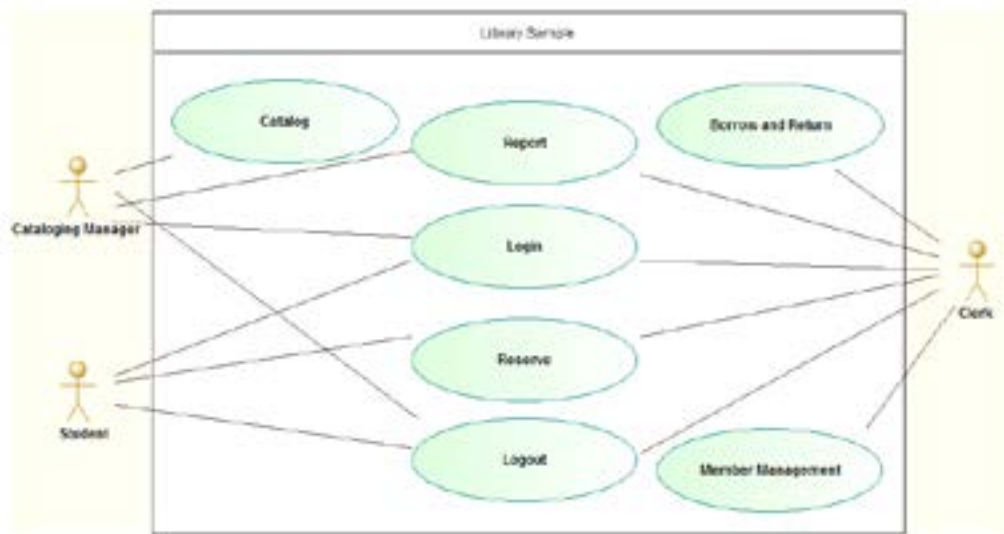 Library Sample
Catalog
Report
Borrow and Return
Cataloging Manager
Login
Clerk
Reserve
Student
Logout
Member Management